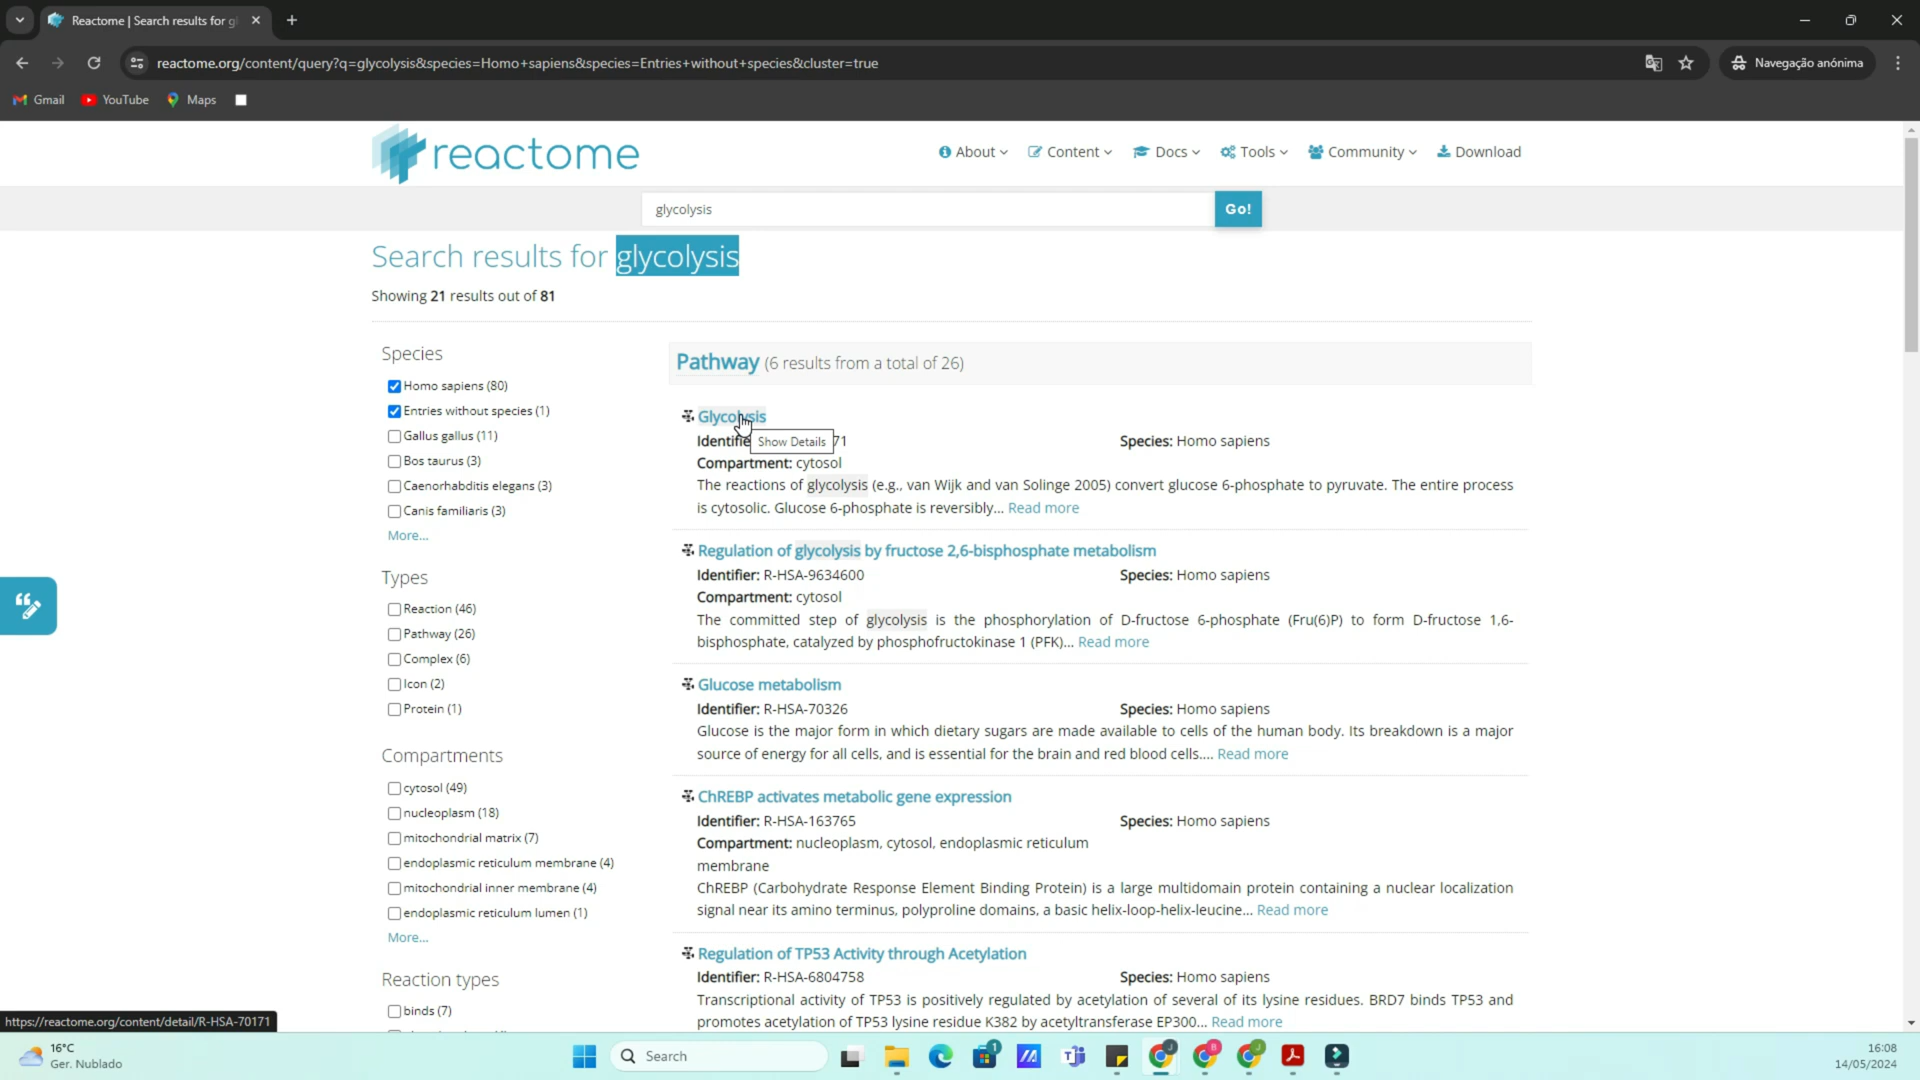 Reactome | Search results for g
reactome.org/content/query?q=glycolysis&species=Homo+sapiens&species=Entries+without+species&cluster=true
Navegação anónima
Gmail
YouTube
Maps
reactome
About
Content
Docs
Tools
Community
Download
glycolysis
Go!
Search results for glycolysis
Showing 21 results out of 81
Species
Homo sapiens (80)
Entries without species (1)
Gallus gallus (11)
Bos taurus (3)
Caenorhabditis elegans (3)
Canis familiaris (3)
More...
Types
Reaction (46)
Pathway (26)
Complex (6)
Icon (2)
Protein (1)
Compartments
cytosol (49)
nucleoplasm (18)
mitochondrial matrix (7)
endoplasmic reticulum membrane (4)
mitochondrial inner membrane (4)
endoplasmic reticulum lumen (1)
More...
Reaction types
binds (7)
Pathway (6 results from a total of 26)
Glycolysis
Show Details
71
Species: Homo sapiens
Compartment: cytosol
The reactions of glycolysis (e.g., van Wijk and van Solinge 2005) convert glucose 6-phosphate to pyruvate. The entire process
is cytosolic. Glucose 6-phosphate is reversibly... Read more
Regulation of glycolysis by fructose 2,6-bisphosphate metabolism
Identifier: R-HSA-9634600
Species: Homo sapiens
Compartment: cytosol
The committed step of glycolysis is the phosphorylation of D-fructose 6-phosphate (Fru(6)P) to form D-fructose 1,6-
bisphosphate, catalyzed by phosphofructokinase 1 (PFK)... Read more
Glucose metabolism
Identifier: R-HSA-70326
Species: Homo sapiens
Glucose is the major form in which dietary sugars are made available to cells of the human body. Its breakdown is a major
source of energy for all cells, and is essential for the brain and red blood cells.... Read more
ChREBP activates metabolic gene expression
Identifier: R-HSA-163765
Species: Homo sapiens
Compartment: nucleoplasm, cytosol, endoplasmic reticulum
membrane
ChREBP (Carbohydrate Response Element Binding Protein) is a large multidomain protein containing a nuclear localization
signal near its amino terminus, polyproline domains, a basic helix-loop-helix-leucine... Read more
Regulation of TP53 Activity through Acetylation
Identifier: R-HSA-6804758
Species: Homo sapiens
Transcriptional activity of TP53 is positively regulated by acetylation of several of its lysine residues. BRD7 binds TP53 and
promotes acetylation of TP53 lysine residue K382 by acetyltransferase EP300... Read more
https://reactome.org/content/detail/R-HSA-70171
16°C
Ger. Nublado
Search
16:08
14/05/2024